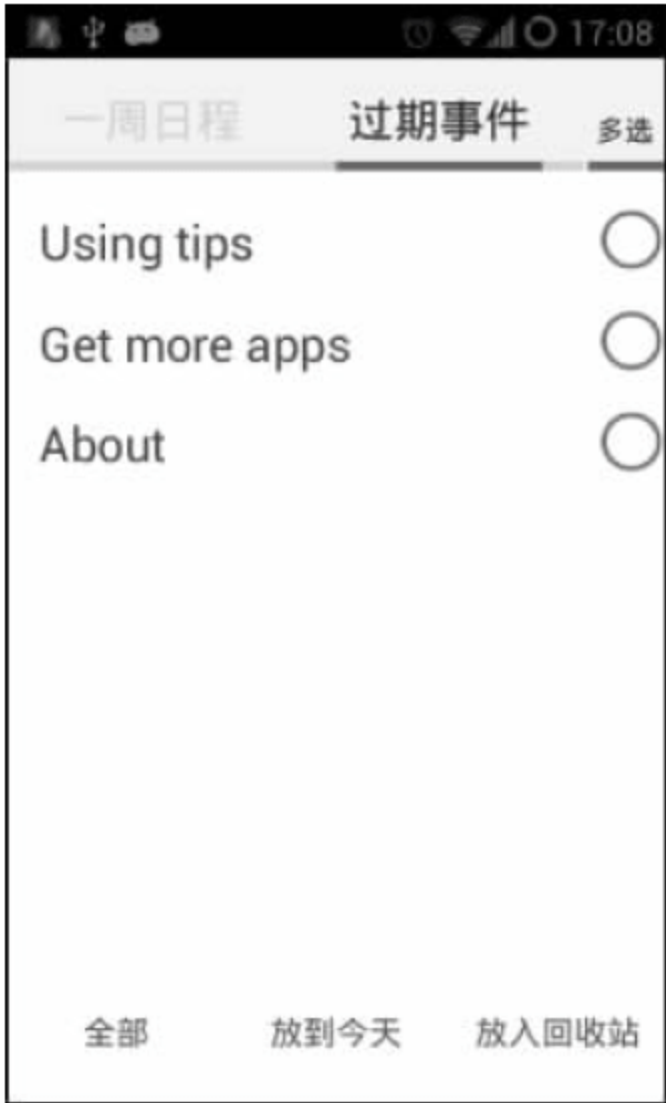 17:08
一周日程 过期事件 多选
Using tips
Get more apps
About
全部 放到今天 放入回收站